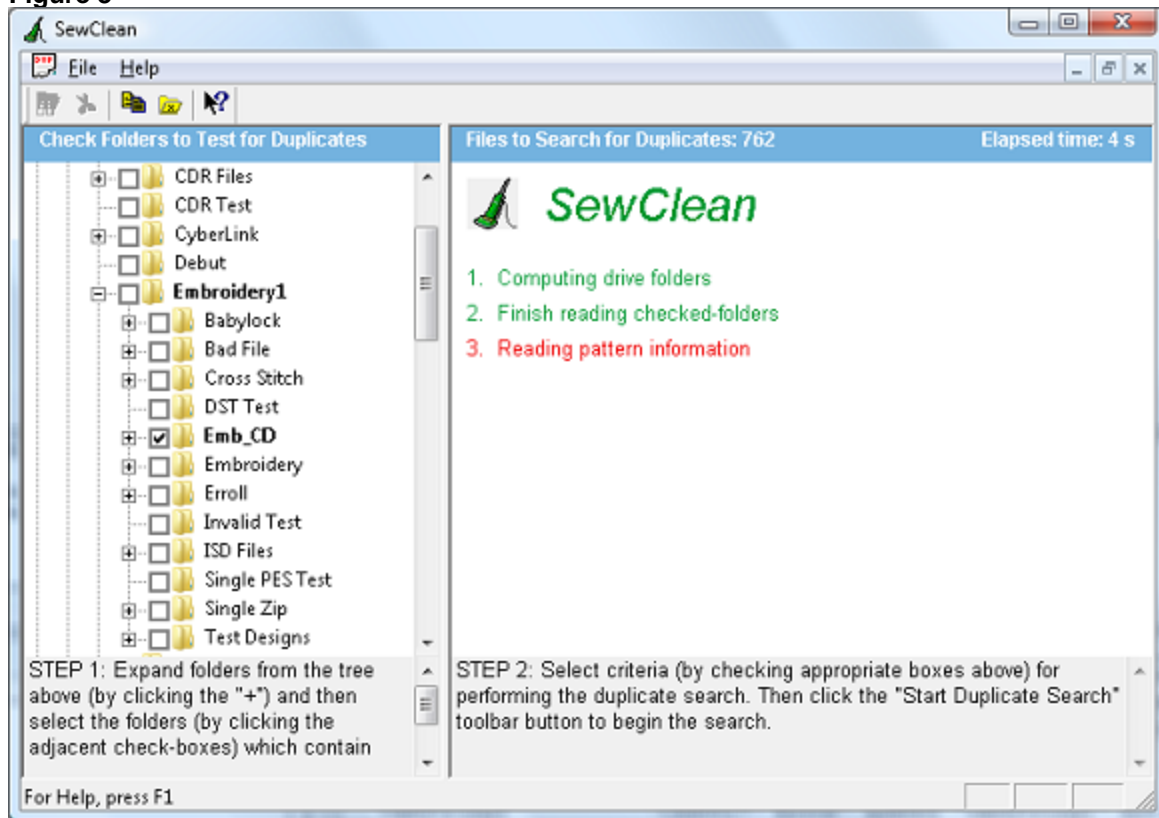 SewClean
File Help
Check Folders to Test for Duplicates
CDR Files
CDR Test
CyberLink
Debut
Embroidery1
Babylock
Bad File
Cross Stitch
DST Test
Emb_CD
Embroidery
Erroll
Invalid Test
ISD Files
Single PES Test
Single Zip
Test Designs
STEP 1: Expand folders from the tree
above (by clicking the "+") and then
select the folders (by clicking the
adjacent check-boxes) which contain
Files to Search for Duplicates: 762 Elapsed time: 4 s
SewClean
1. Computing drive folders
2. Finish reading checked-folders
3. Reading pattern information
STEP 2: Select criteria (by checking appropriate boxes above) for
performing the duplicate search. Then click the "Start Duplicate Search"
toolbar button to begin the search.
For Help, press F1